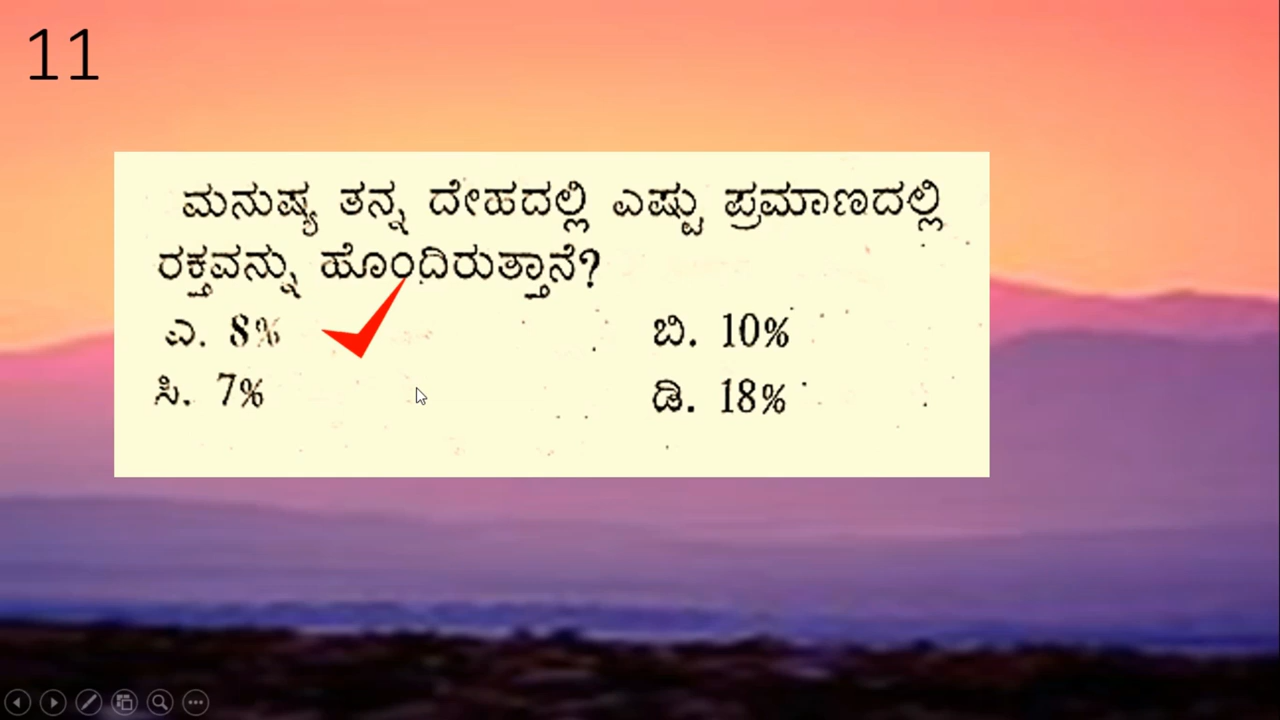 11
ಮನುಷ್ಯ ತನ್ನ ದೇಹದಲ್ಲಿ ಎಷ್ಟು ಪ್ರಮಾಣದಲ್ಲಿ
ರಕ್ತವನ್ನು ಹೊಂದಿರುತ್ತಾನೆ?
ಎ. 8% ಬಿ. 10%
ಸಿ. 7% ಡಿ. 18%